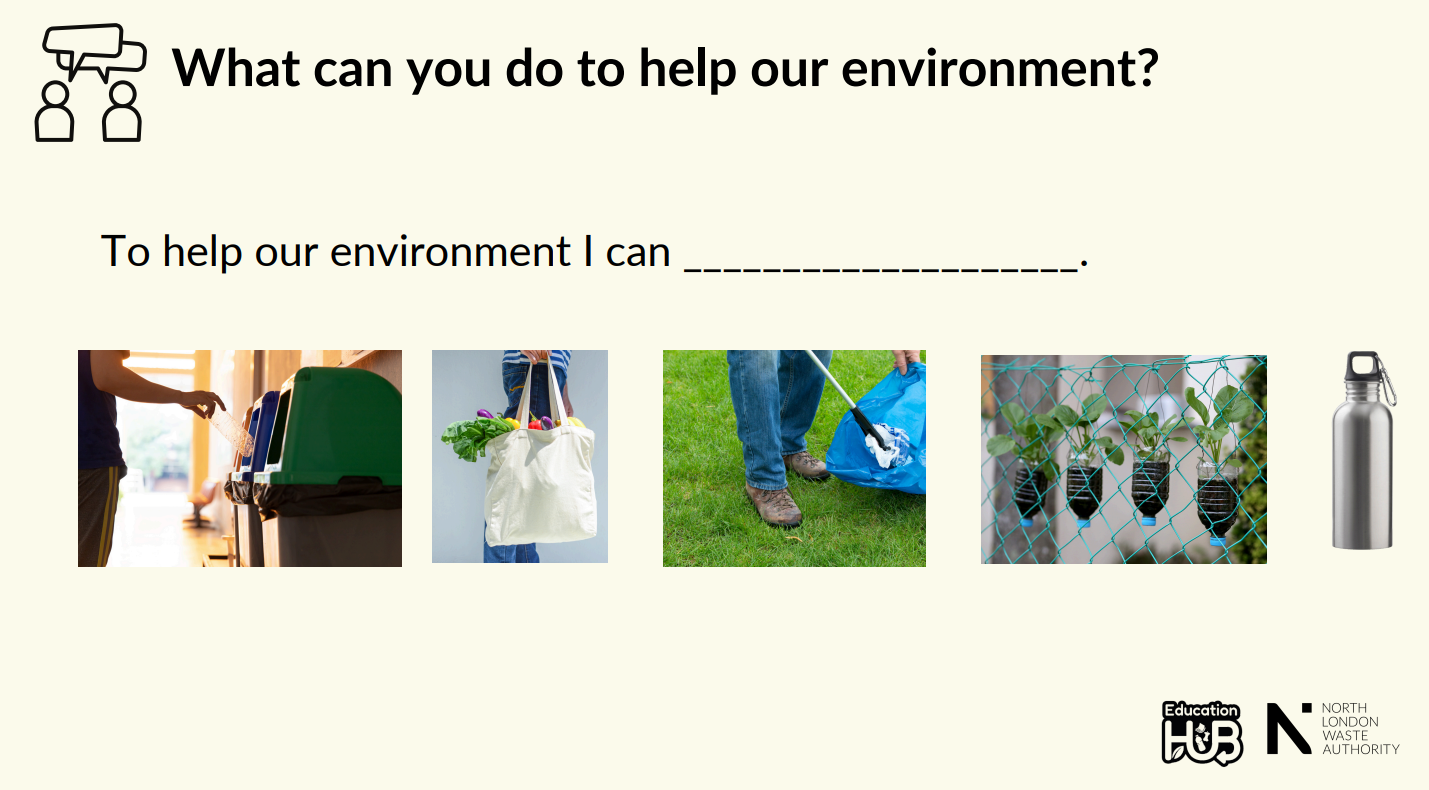 What can you do to help our environment?
To help our environment I can ____________________.
Education
HUB
NORTH
LONDON
WASTE
AUTHORITY